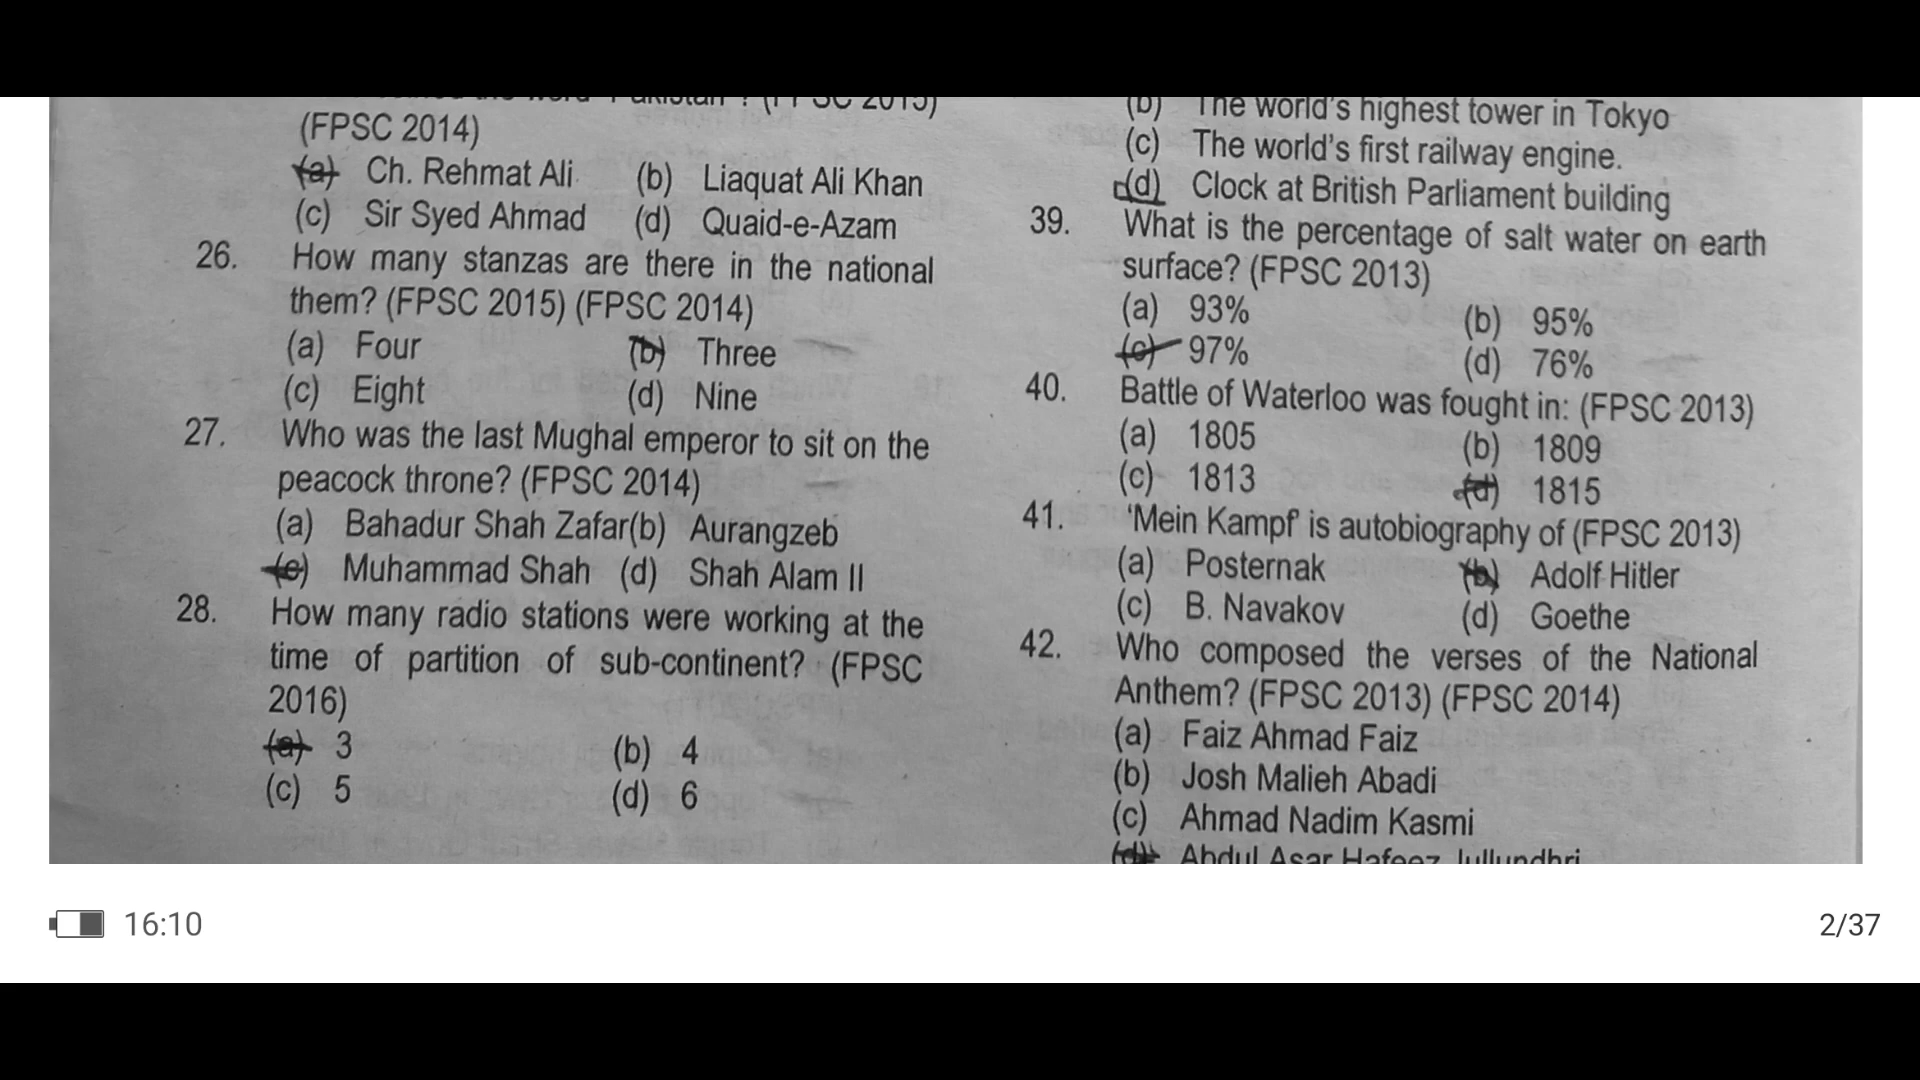 (FPSC 2014)
(a) Ch. Rehmat Ali (b) Liaquat Ali Khan
(c) Sir Syed Ahmad (d) Quaid-e-Azam
26. How many stanzas are there in the national
them? (FPSC 2015) (FPSC 2014)
(a) Four (b) Three
(c) Eight (d) Nine
27. Who was the last Mughal emperor to sit on the
peacock throne? (FPSC 2014)
(a) Bahadur Shah Zafar(b) Aurangzeb
(c) Muhammad Shah (d) Shah Alam II
28. How many radio stations were working at the
time of partition of sub-continent? (FPSC
2016)
(a) 3 (b) 4
(c) 5 (d) 6
(b) The world's highest tower in Tokyo
(c) The world's first railway engine.
(d) Clock at British Parliament building
39. What is the percentage of salt water on earth
surface? (FPSC 2013)
(a) 93% (b) 95%
(c) 97% (d) 76%
40. Battle of Waterloo was fought in: (FPSC 2013)
(a) 1805 (b) 1809
(c) 1813 (d) 1815
41. 'Mein Kampf' is autobiography of (FPSC 2013)
(a) Posternak (b) Adolf Hitler
(c) B. Navakov (d) Goethe
42. Who composed the verses of the National
Anthem? (FPSC 2013) (FPSC 2014)
(a) Faiz Ahmad Faiz
(b) Josh Malieh Abadi
(c) Ahmad Nadim Kasmi
(d) Abdul Asar Hafeez Jullundhri
16:10
2/37